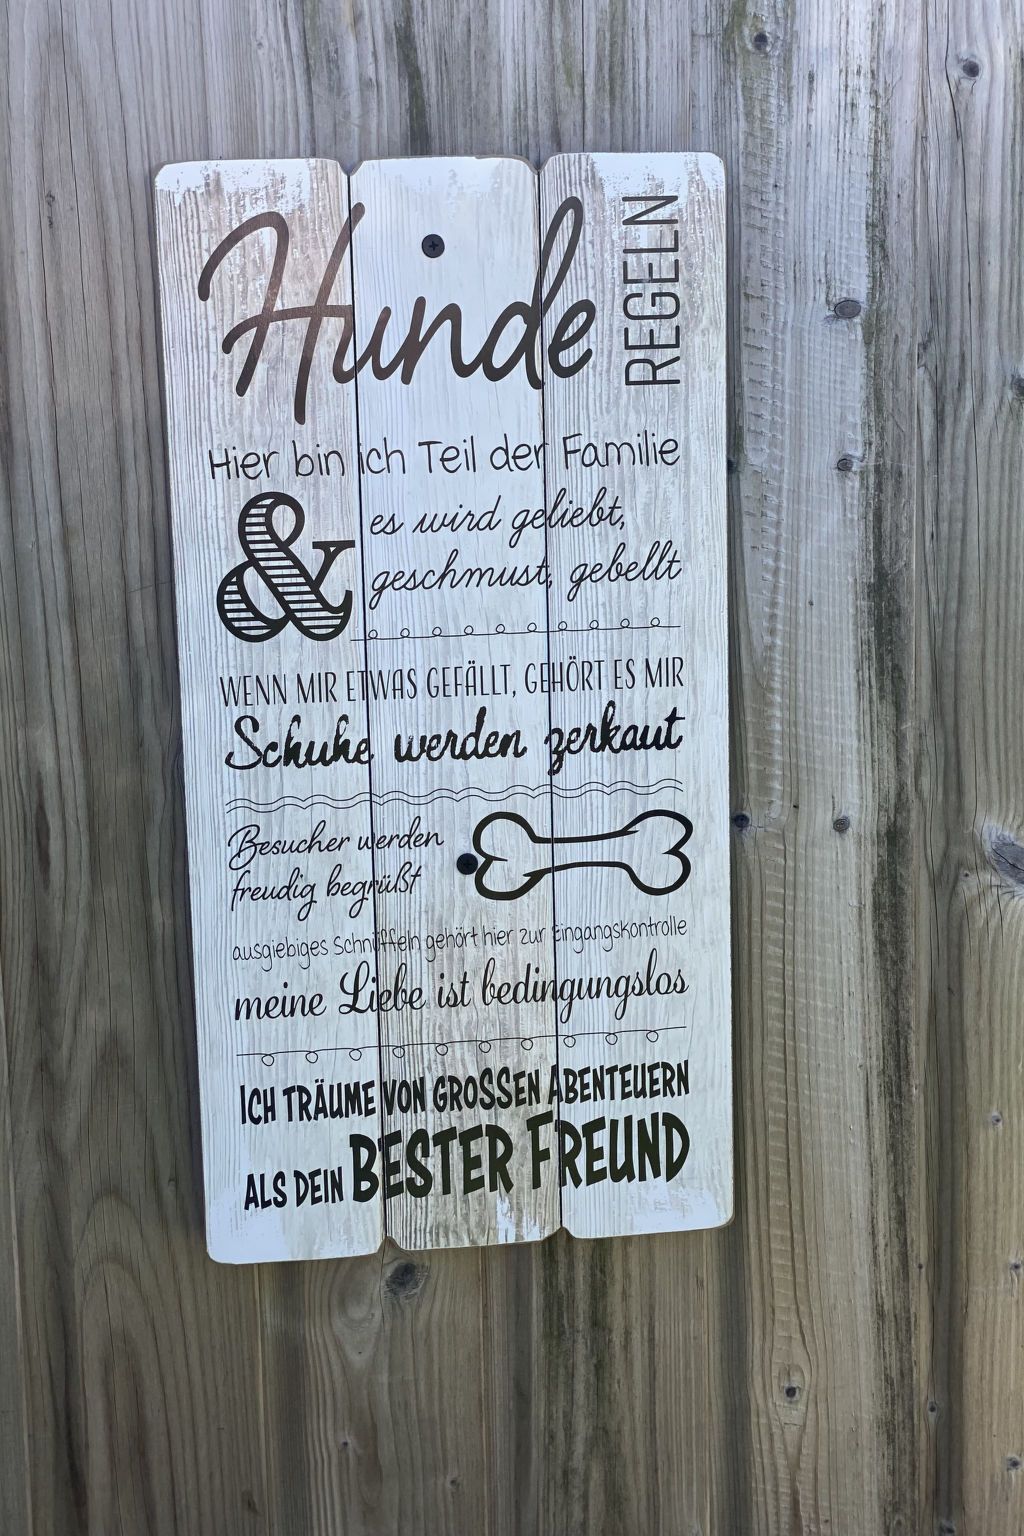 Hunde REGELN
Hier bin ich Teil der Familie
& es wird geliebt,
geschmust, gebellt
WENN MIR ETWAS GEFÄLLT, GEHÖRT ES MIR
Schuhe werden zerkaut
Besucher werden
freudig begrüßt
ausgiebiges Schnüffeln gehört hier zur Eingangskontrolle
meine Liebe ist bedingungslos
ICH TRÄUME VON GROSSEN ABENTEUERN
ALS DEIN BESTER FREUND